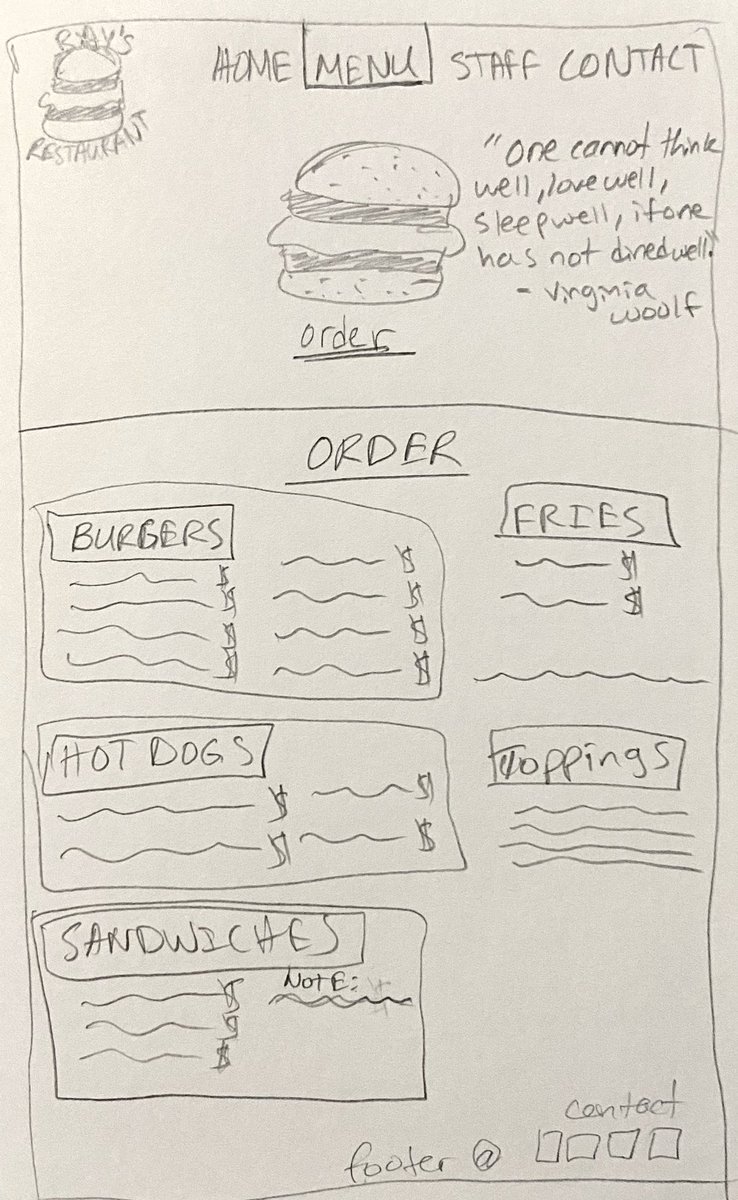 RAY'S
RESTAURANT
HOME MENU STAFF CONTACT
"One cannot think
well, love well,
sleep well, if one
has not dined well."
- Virginia
Woolf
order
ORDER
BURGERS
$ $
$ $
$ $
$ $
FRIES
$
$
HOT DOGS
$ $
$ $
Toppings
SANDWICHES
NOTE:
$
$
$
contact
footer @